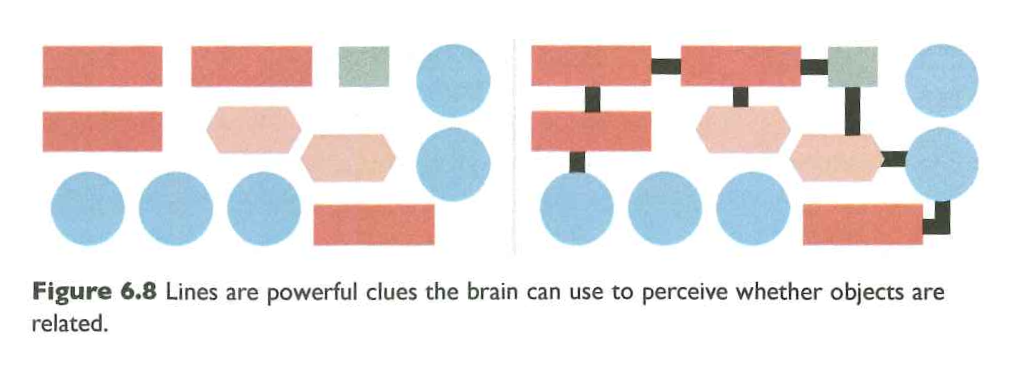 Figure 6.8 Lines are powerful clues the brain can use to perceive whether objects are
related.